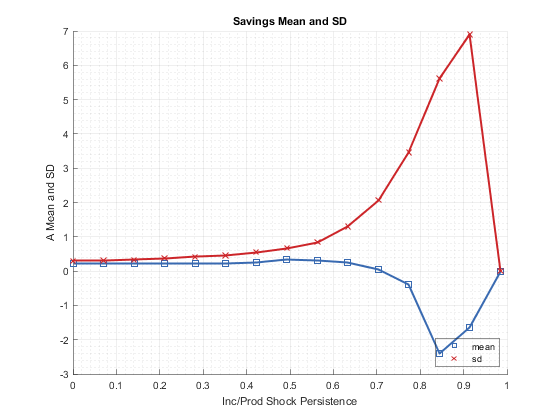 Savings Mean and SD
7
6
5
4
3
2
1
0
-1
-2
-3
A Mean and SD
0 0.1 0.2 0.3 0.4 0.5 0.6 0.7 0.8 0.9 1
Inc/Prod Shock Persistence
mean
sd